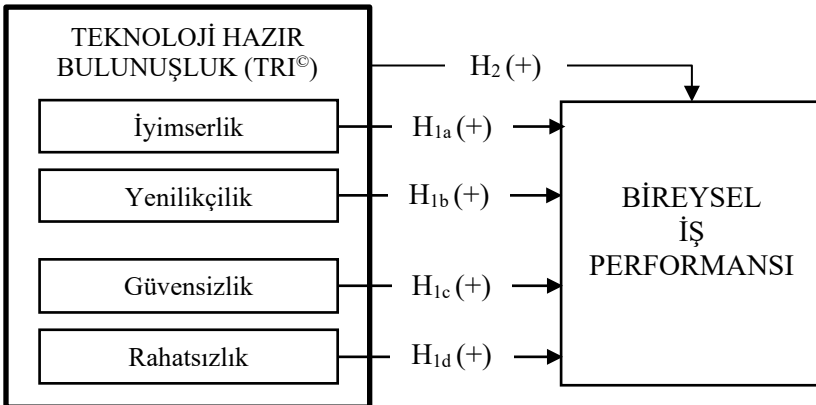 TEKNOLOJİ HAZIR
BULUNUŞLUK (TRI©)
H2 (+)
İyimserlik
H1a (+)
Yenilikçilik
H1b (+)
Güvensizlik
H1c (+)
Rahatsızlık
H1d (+)
BİREYSEL
İŞ
PERFORMANSI